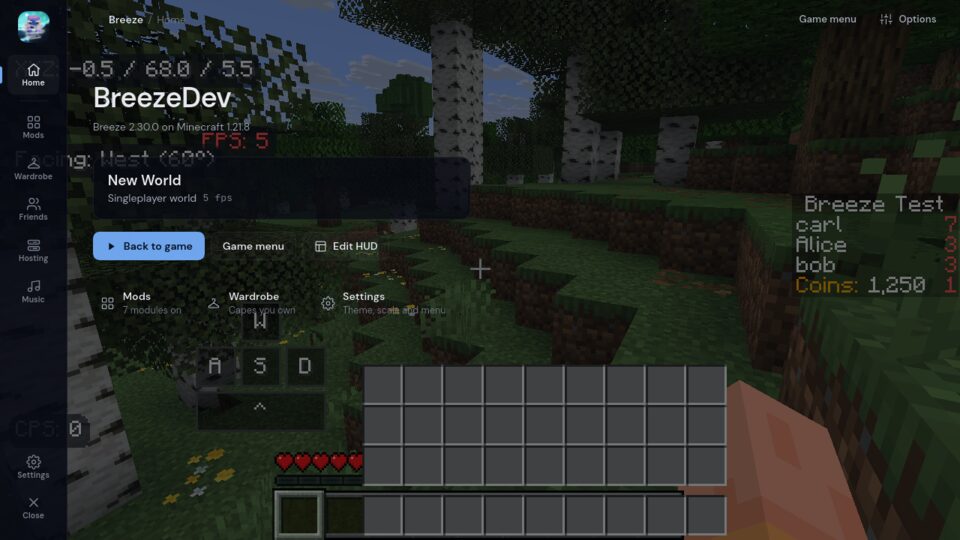 Breeze / Home
Game menu
Options
XYZ: -0.5 / 68.0 / 5.5
Home
BreezeDev
Breeze 2.30.0 on Minecraft 1.21.8
FPS: 5
Mods
Facing: West (60°)
Wardrobe
New World
Singleplayer world 5 fps
Friends
Breeze Test
carl 7
Alice 3
bob 3
Coins: 1,250 1
Hosting
Back to game
Game menu
Edit HUD
Music
Mods
7 modules on
Wardrobe
Capes you own
Settings
Theme, scale and menu
W
A
S
D
^
CPS: 0
Settings
Close